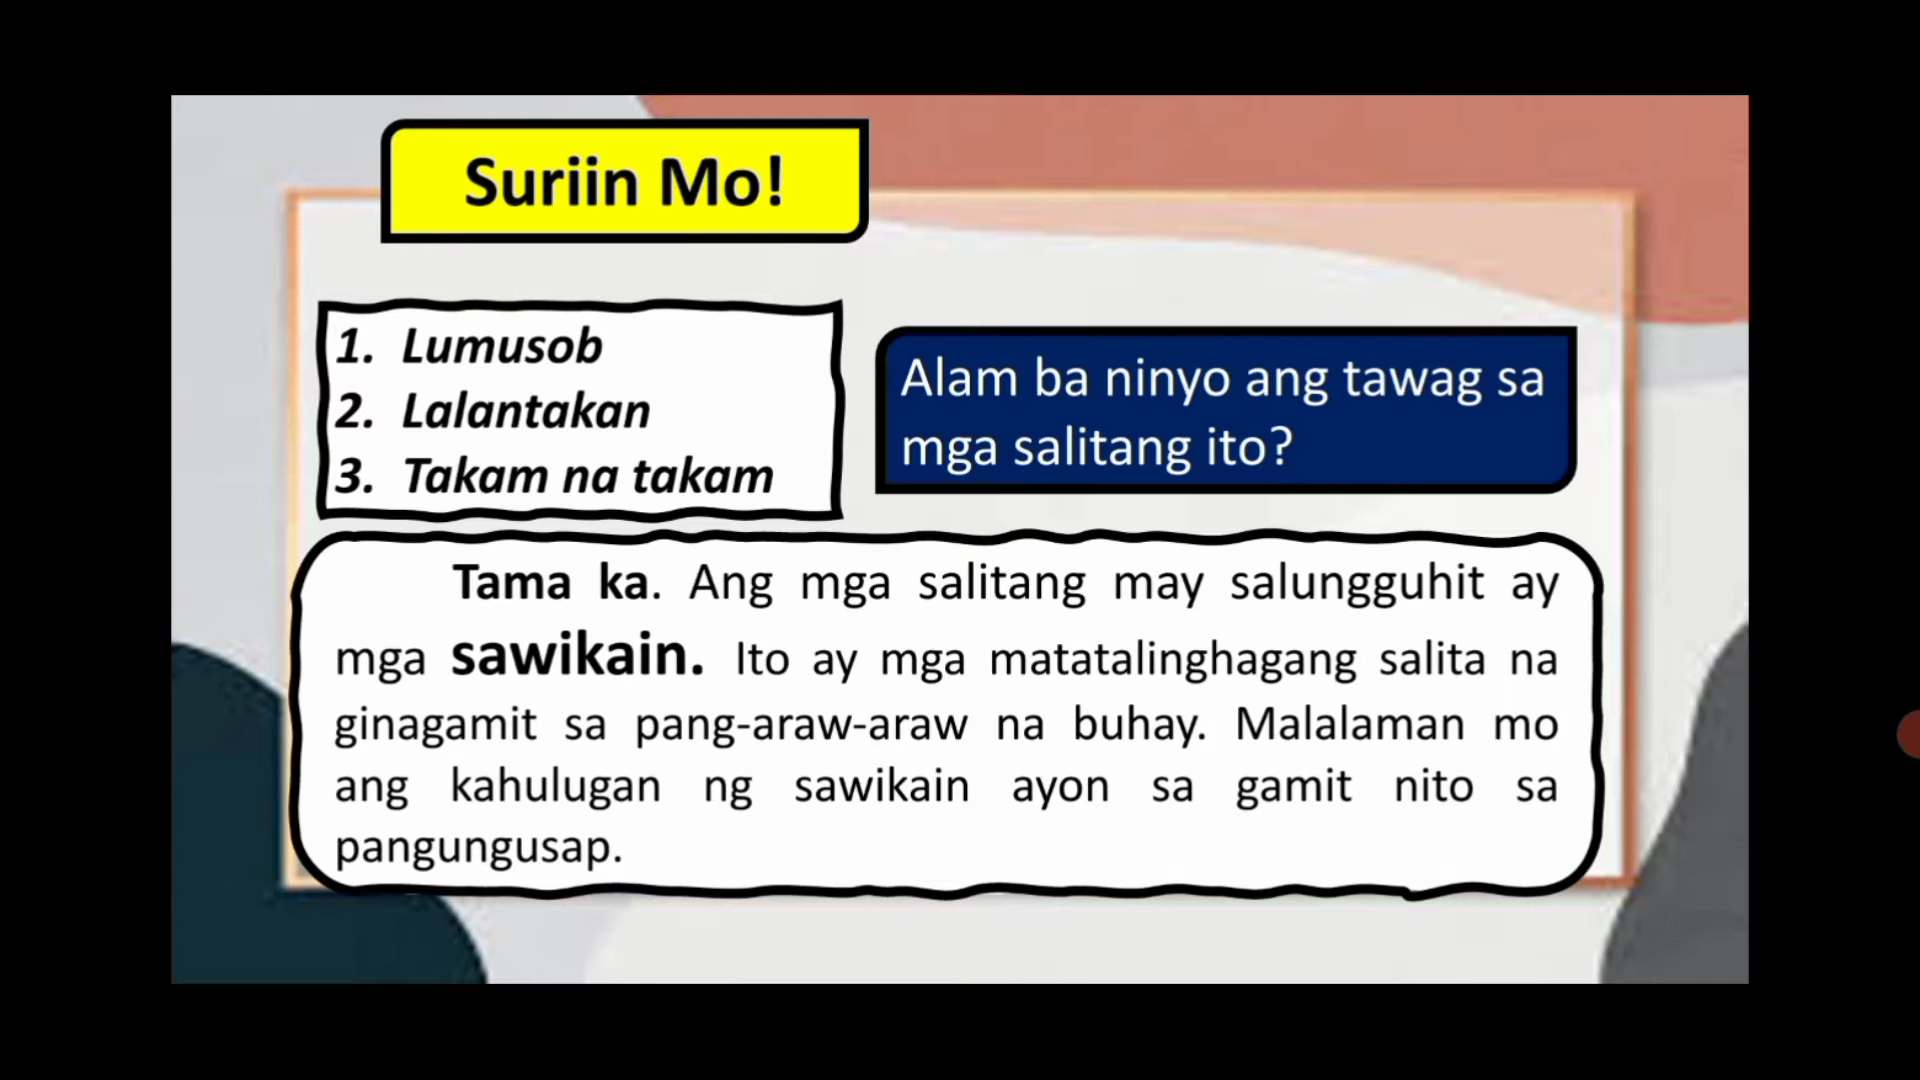 Suriin Mo!
1. Lumusob
2. Lalantakan
3. Takam na takam
Alam ba ninyo ang tawag sa
mga salitang ito?
Tama ka. Ang mga salitang may salungguhit ay
mga sawikain. Ito ay mga matatalinghagang salita na
ginagamit sa pang-araw-araw na buhay. Malalaman mo
ang kahulugan ng sawikain ayon sa gamit nito sa
pangungusap.